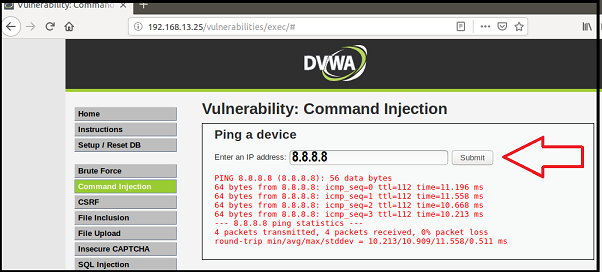 Vulnerability: Command
192.168.13.25/vulnerabilities/exec/#
DVWA
Home
Instructions
Setup / Reset DB
Brute Force
Command Injection
CSRF
File Inclusion
File Upload
Insecure CAPTCHA
SQL Injection
Vulnerability: Command Injection
Ping a device
Enter an IP address: 8.8.8.8 Submit
PING 8.8.8.8 (8.8.8.8): 56 data bytes
64 bytes from 8.8.8.8: icmp_seq=0 ttl=112 time=11.196 ms
64 bytes from 8.8.8.8: icmp_seq=1 ttl=112 time=11.558 ms
64 bytes from 8.8.8.8: icmp_seq=2 ttl=112 time=10.668 ms
64 bytes from 8.8.8.8: icmp_seq=3 ttl=112 time=10.213 ms
--- 8.8.8.8 ping statistics ---
4 packets transmitted, 4 packets received, 0% packet loss
round-trip min/avg/max/stddev = 10.213/10.909/11.558/0.511 ms